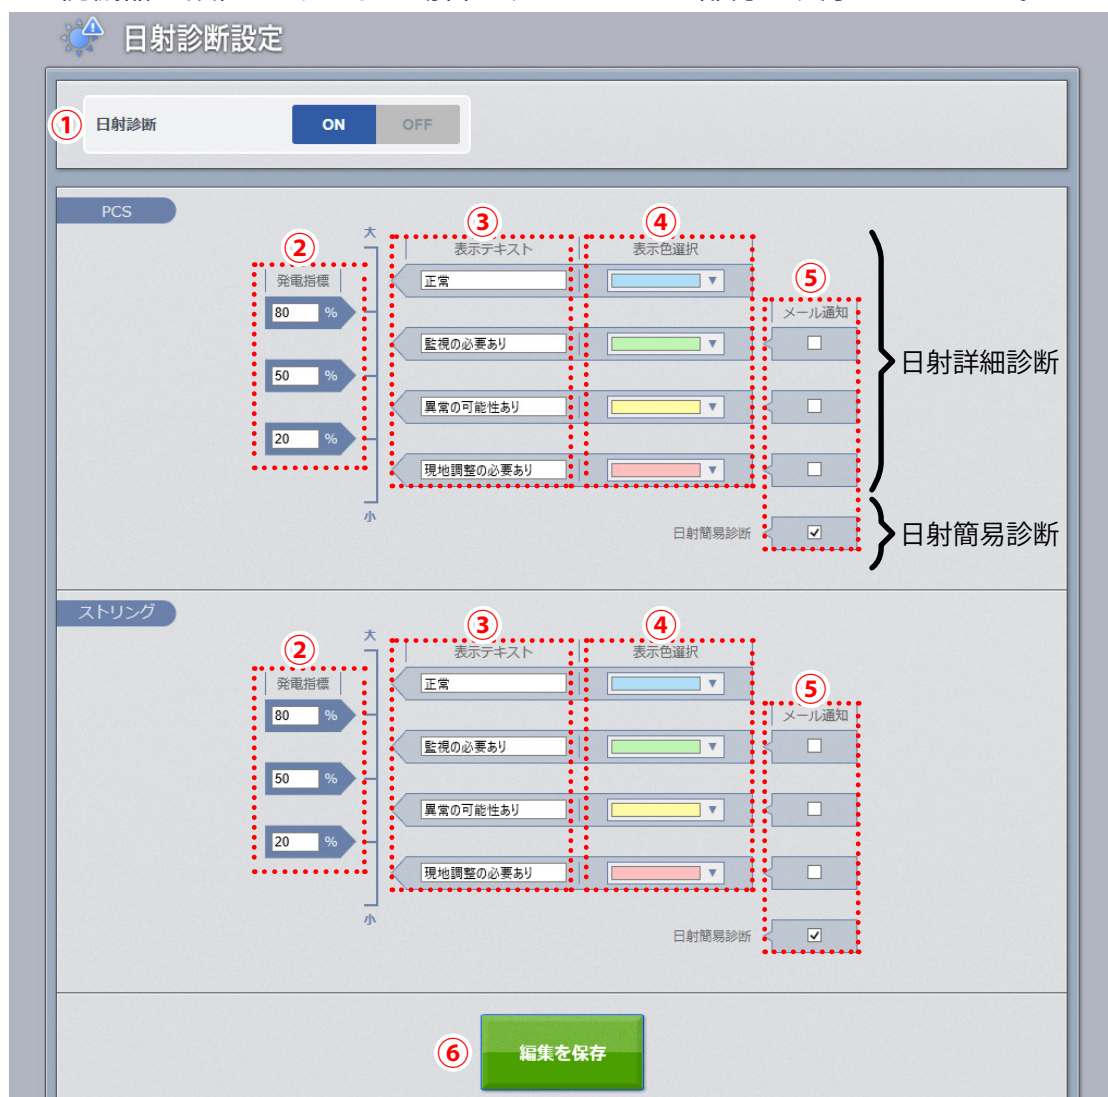 日射診断設定
① 日射診断 ON OFF
PCS
② 発電指標
大
80 %
50 %
20 %
小
③ 表示テキスト
④ 表示色選択
正常
監視の必要あり
異常の可能性あり
現地調整の必要あり
⑤ メール通知
日射簡易診断
日射詳細診断
日射簡易診断
ストリング
② 発電指標
大
80 %
50 %
20 %
小
③ 表示テキスト
④ 表示色選択
正常
監視の必要あり
異常の可能性あり
現地調整の必要あり
⑤ メール通知
日射簡易診断
⑥ 編集を保存